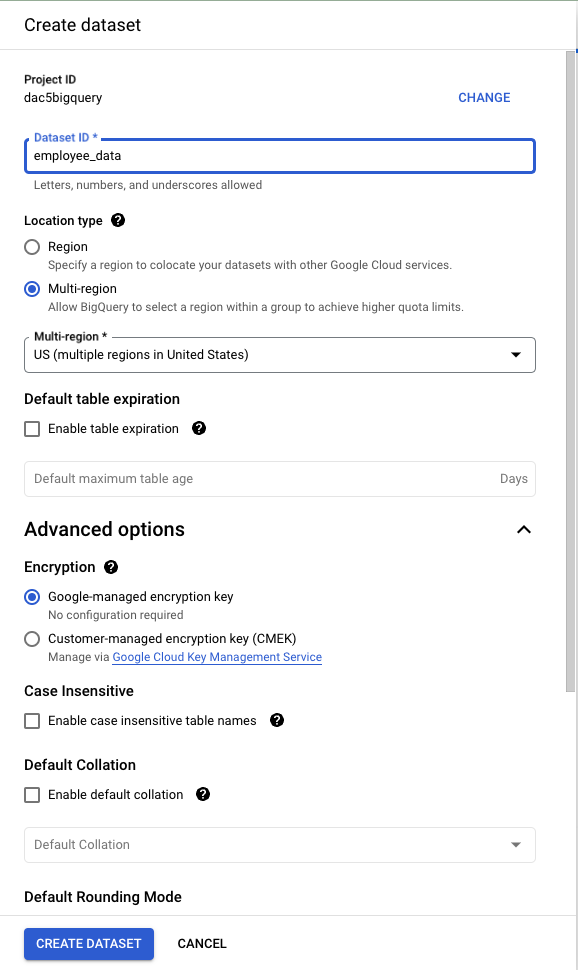 Create dataset
Project ID
dac5bigquery
CHANGE
Dataset ID *
employee_data
Letters, numbers, and underscores allowed
Location type ?
Region
Specify a region to colocate your datasets with other Google Cloud services.
Multi-region
Allow BigQuery to select a region within a group to achieve higher quota limits.
Multi-region *
US (multiple regions in United States)
Default table expiration
Enable table expiration ?
Default maximum table age Days
Advanced options
Encryption ?
Google-managed encryption key
No configuration required
Customer-managed encryption key (CMEK)
Manage via Google Cloud Key Management Service
Case Insensitive
Enable case insensitive table names ?
Default Collation
Enable default collation ?
Default Collation
Default Rounding Mode
CREATE DATASET CANCEL